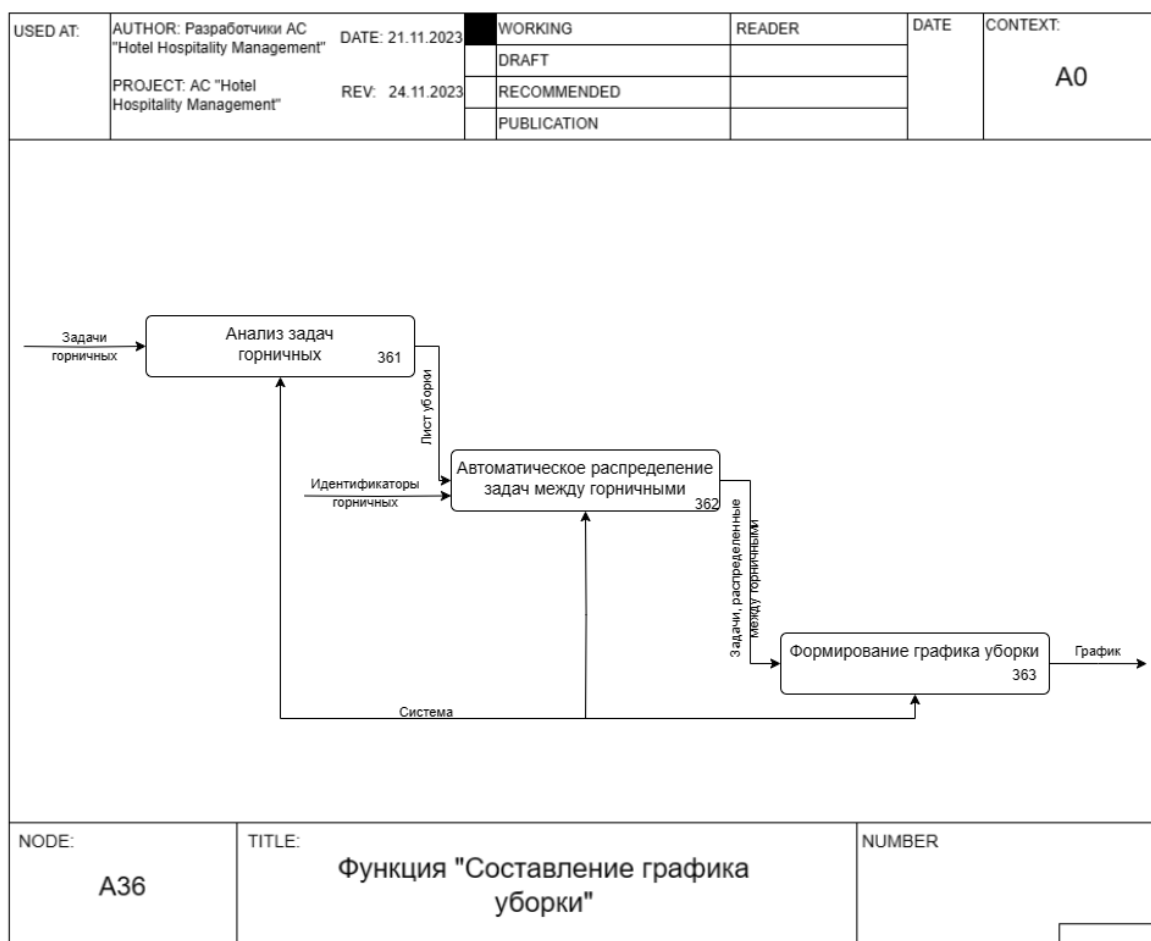 USED AT:
AUTHOR: Разработчики АС
"Hotel Hospitality Management"
DATE: 21.11.2023
PROJECT: АС "Hotel
Hospitality Management"
REV: 24.11.2023
WORKING
DRAFT
RECOMMENDED
PUBLICATION
READER
DATE
CONTEXT:
A0
Задачи
горничных
Анализ задач
горничных
361
Лист уборки
Идентификаторы
горничных
Автоматическое распределение
задач между горничными
362
Задачи, распределенные
между горничными
Формирование графика уборки
363
График
Система
NODE:
A36
TITLE:
Функция "Составление графика
уборки"
NUMBER